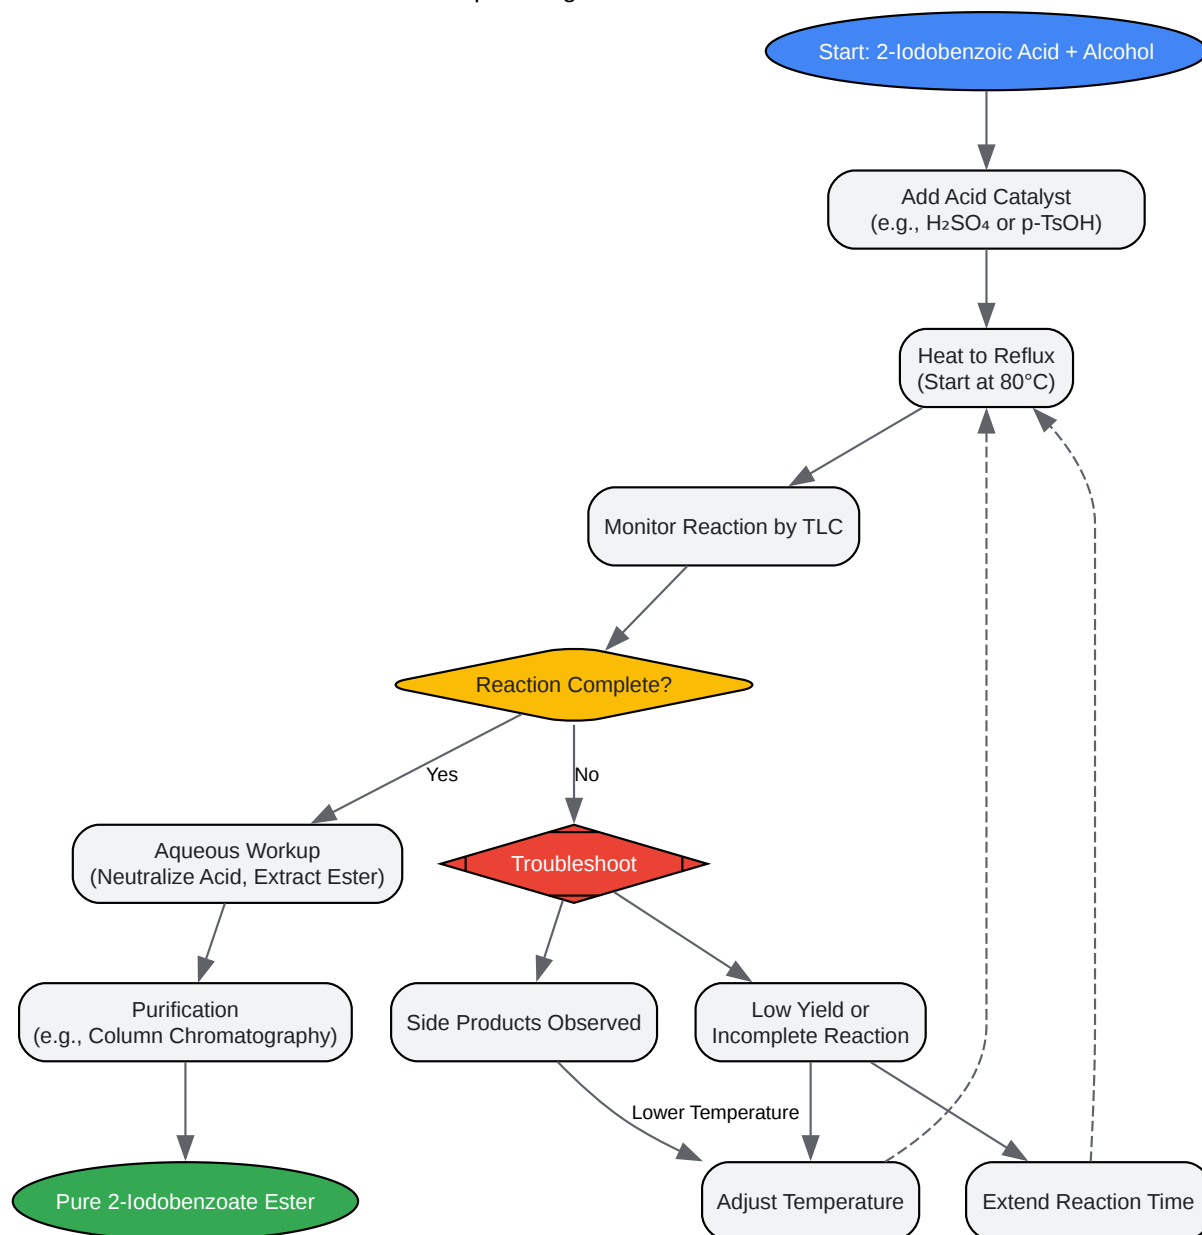 Start: 2-Iodobenzoic Acid + Alcohol
Add Acid Catalyst
(e.g., H₂SO₄ or p-TsOH)
Heat to Reflux
(Start at 80°C)
Monitor Reaction by TLC
Reaction Complete?
Yes
No
Aqueous Workup
(Neutralize Acid, Extract Ester)
Troubleshoot
Purification
(e.g., Column Chromatography)
Side Products Observed
Low Yield or
Incomplete Reaction
Lower Temperature
Pure 2-Iodobenzoate Ester
Adjust Temperature
Extend Reaction Time